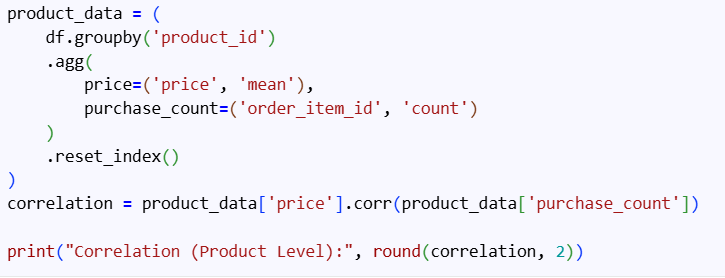 product_data = (
    df.groupby('product_id')
    .agg(
        price=('price', 'mean'),
        purchase_count=('order_item_id', 'count')
    )
    .reset_index()
)
correlation = product_data['price'].corr(product_data['purchase_count'])

print("Correlation (Product Level):", round(correlation, 2))